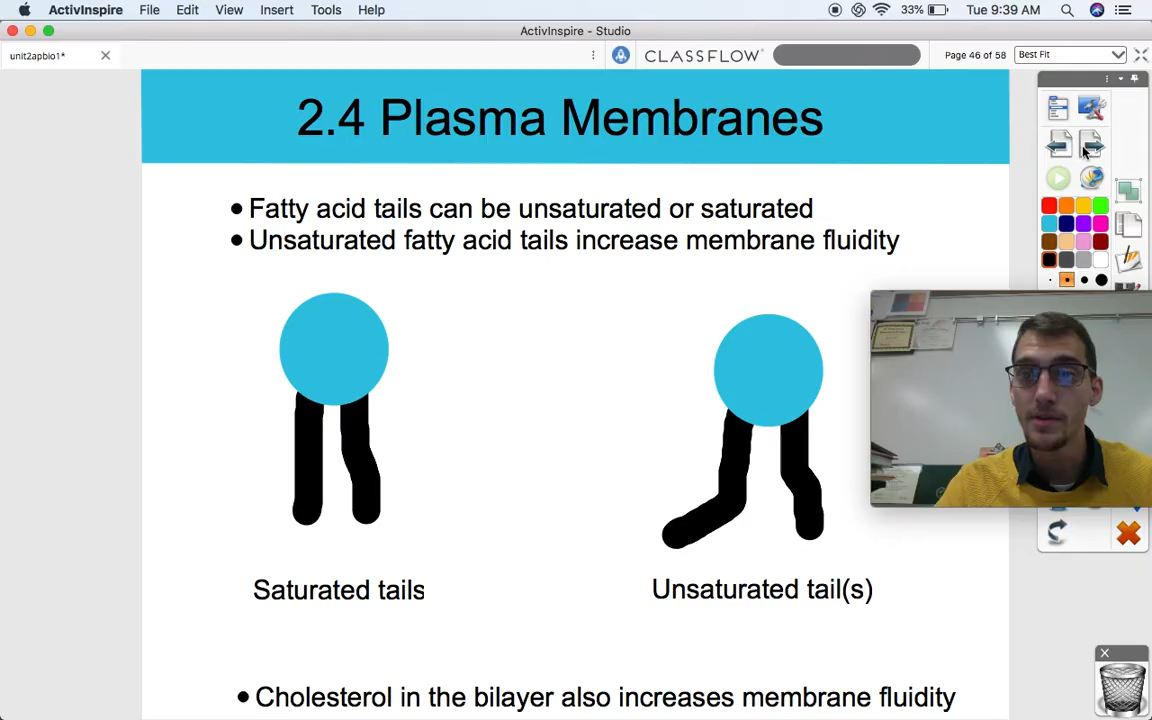 ActivInspire File Edit View Insert Tools Help 33% Tue 9:39 AM
ActivInspire - Studio
unit2apbio1* CLASSFLOW Page 46 of 58 Best Fit
2.4 Plasma Membranes
• Fatty acid tails can be unsaturated or saturated
• Unsaturated fatty acid tails increase membrane fluidity
Saturated tails
Unsaturated tail(s)
• Cholesterol in the bilayer also increases membrane fluidity